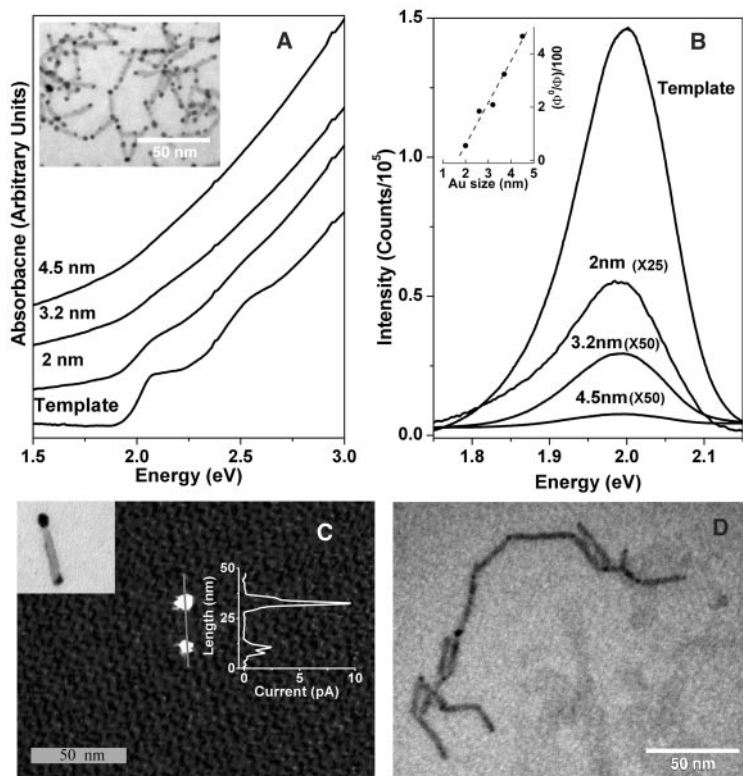 A
Absorbacne (Arbitrary Units)
50 nm
4.5 nm
3.2 nm
2 nm
Template
1.5 2.0 2.5 3.0
Energy (eV)
B
Intensity (Counts/10⁵)
1.5
1.0
0.5
0.0
4
2
0
(Φ⁰/Φ)/100
1 2 3 4 5
Au size (nm)
Template
2nm (X25)
3.2nm (X50)
4.5nm (X50)
1.9 2.0 2.1
Energy (eV)
C
50
25
0
Length (nm)
0 5 10
Current (pA)
50 nm
D
50 nm